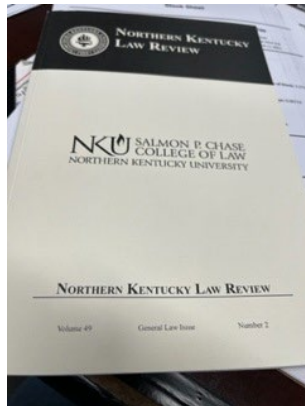 NORTHERN KENTUCKY
LAW REVIEW
NKU SALMON P. CHASE
COLLEGE OF LAW
NORTHERN KENTUCKY UNIVERSITY
NORTHERN KENTUCKY LAW REVIEW
Volume 49 General Law Issue Number 2